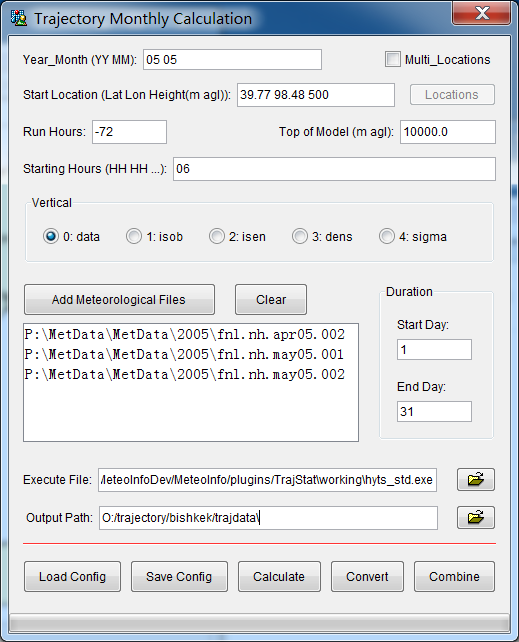 Trajectory Monthly Calculation
Year_Month (YY MM): 05 05 Multi_Locations
Start Location (Lat Lon Height(m agl)): 39.77 98.48 500 Locations
Run Hours: -72 Top of Model (m agl): 10000.0
Starting Hours (HH HH ...): 06
Vertical
0: data 1: isob 2: isen 3: dens 4: sigma
Add Meteorological Files Clear
Duration
P:\MetData\MetData\2005\fnl.nh.apr05.002
P:\MetData\MetData\2005\fnl.nh.may05.001
P:\MetData\MetData\2005\fnl.nh.may05.002
Start Day:
1
End Day:
31
Execute File: /MeteoInfoDev/MeteoInfo/plugins/TrajStat\working\hyts_std.exe
Output Path: O:/trajectory/bishkek/trajdata\
Load Config Save Config Calculate Convert Combine